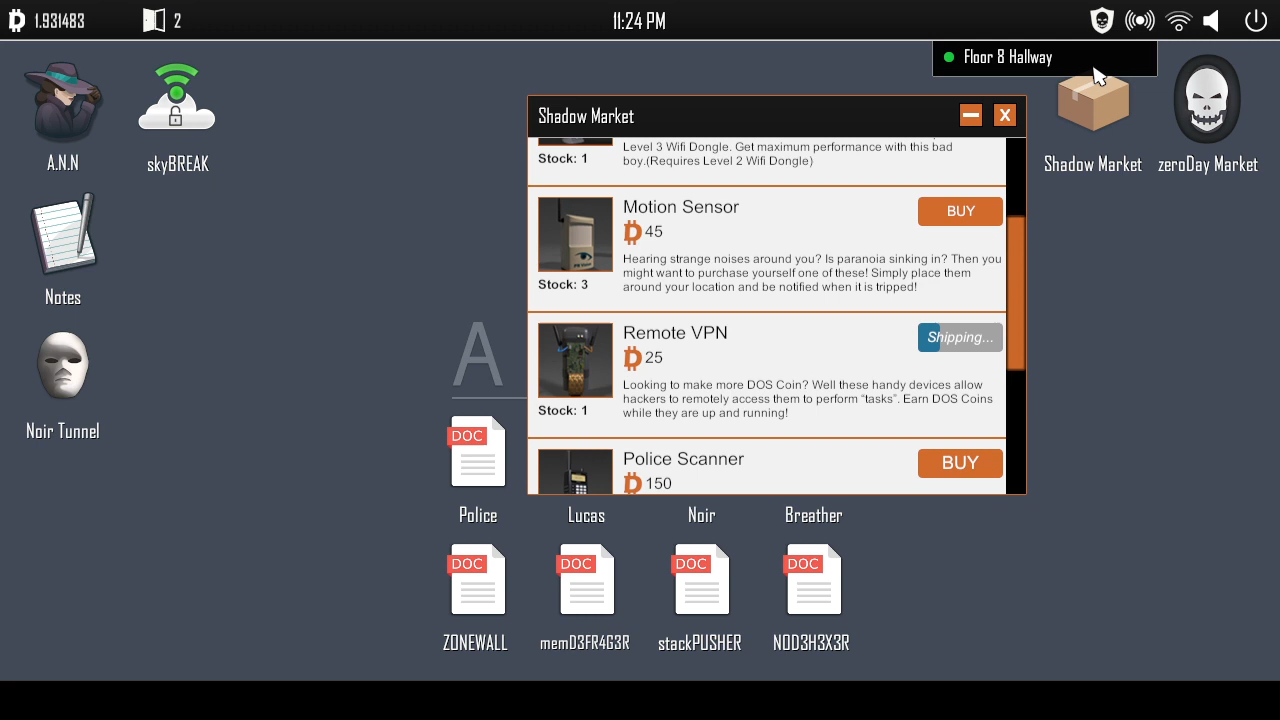 1.931483
2
11:24 PM
Floor 8 Hallway
A.N.N
skyBREAK
Shadow Market
Shadow Market
zeroDay Market
Level 3 Wifi Dongle. Get maximum performance with this bad
boy.(Requires Level 2 Wifi Dongle)
Stock: 1
Motion Sensor
BUY
45
Hearing strange noises around you? Is paranoia sinking in? Then you
might want to purchase yourself one of these! Simply place them
around your location and be notified when it is tripped!
Stock: 3
Notes
Remote VPN
Shipping...
25
Looking to make more DOS Coin? Well these handy devices allow
hackers to remotely access them to perform “tasks”. Earn DOS Coins
while they are up and running!
Stock: 1
A
Noir Tunnel
Police Scanner
BUY
150
DOC
Police
Lucas
Noir
Breather
DOC
DOC
DOC
DOC
ZONEWALL
memD3FR4G3R
stackPUSHER
NOD3H3X3R